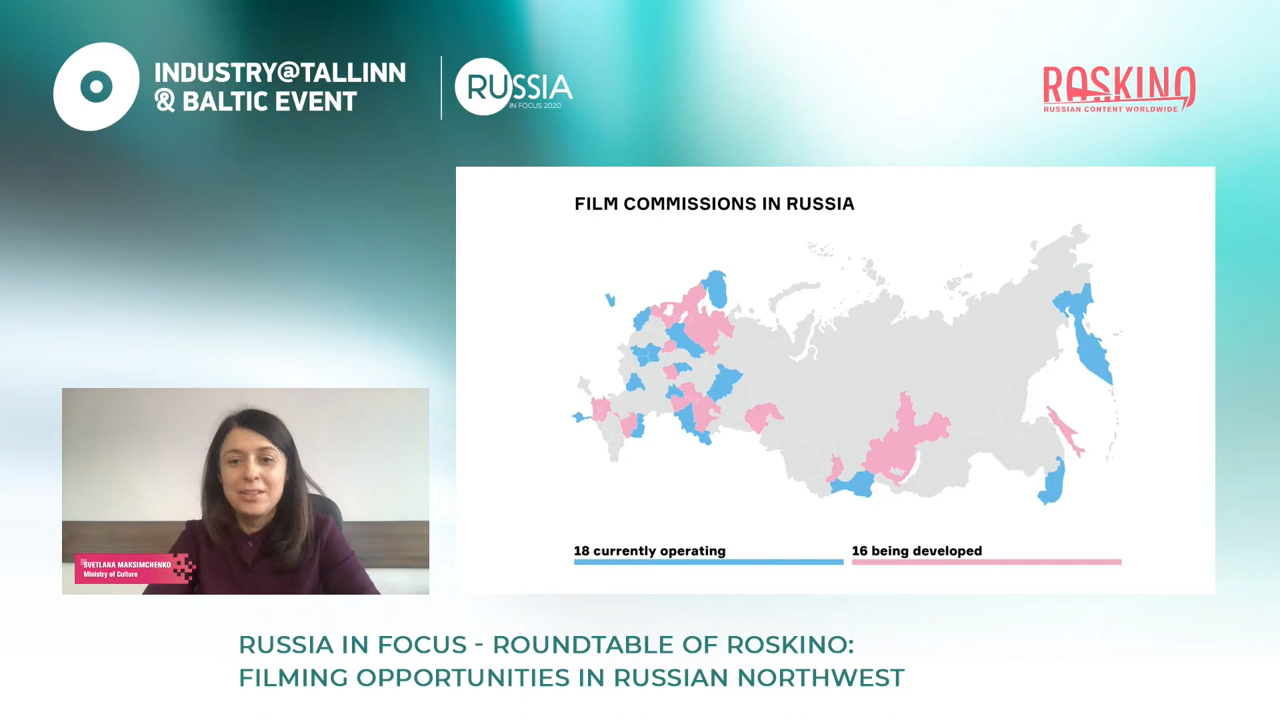 INDUSTRY@TALLINN
& BALTIC EVENT
RUSSIA
IN FOCUS 2020
ROSKINO
RUSSIAN CONTENT WORLDWIDE
FILM COMMISSIONS IN RUSSIA
18 currently operating
16 being developed
SVETLANA MAKSIMCHENKO
Ministry of Culture
RUSSIA IN FOCUS - ROUNDTABLE OF ROSKINO:
FILMING OPPORTUNITIES IN RUSSIAN NORTHWEST